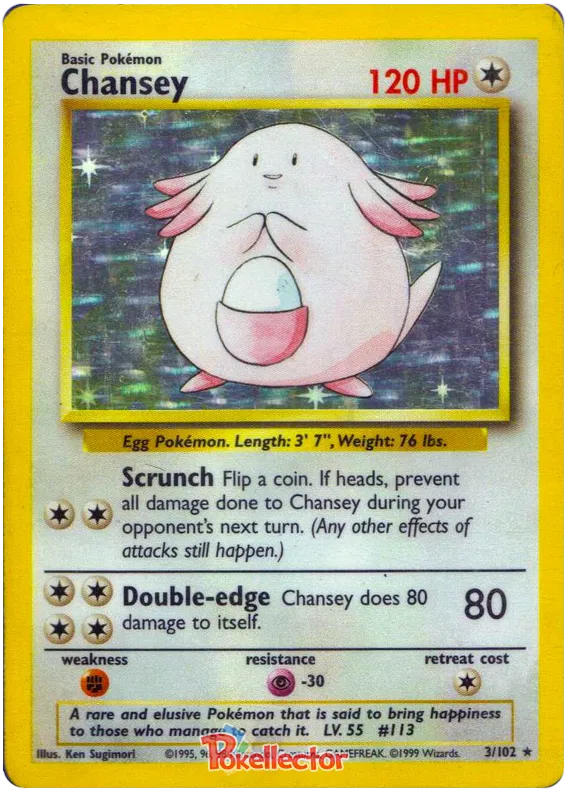 Basic Pokémon
Chansey
120 HP
Egg Pokémon. Length: 3' 7", Weight: 76 lbs.
Scrunch Flip a coin. If heads, prevent
all damage done to Chansey during your
opponent's next turn. (Any other effects of
attacks still happen.)
Double-edge Chansey does 80
damage to itself.
80
weakness
resistance
retreat cost
-30
A rare and elusive Pokémon that is said to bring happiness
to those who manage to catch it. LV. 55 #113
Illus. Ken Sugimori
©1995, 96, GAMEFREAK. ©1999 Wizards.
3/102 ★
Pokellector